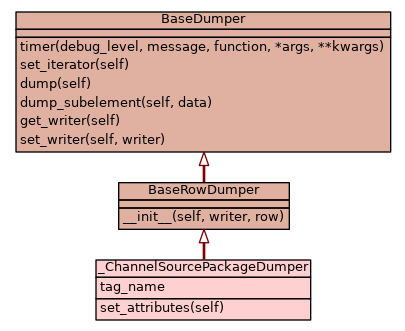 BaseDumper
timer(debug_level, message, function, *args, **kwargs)
set_iterator(self)
dump(self)
dump_subelement(self, data)
get_writer(self)
set_writer(self, writer)
BaseRowDumper
__init__(self, writer, row)
_ChannelSourcePackageDumper
tag_name
set_attributes(self)